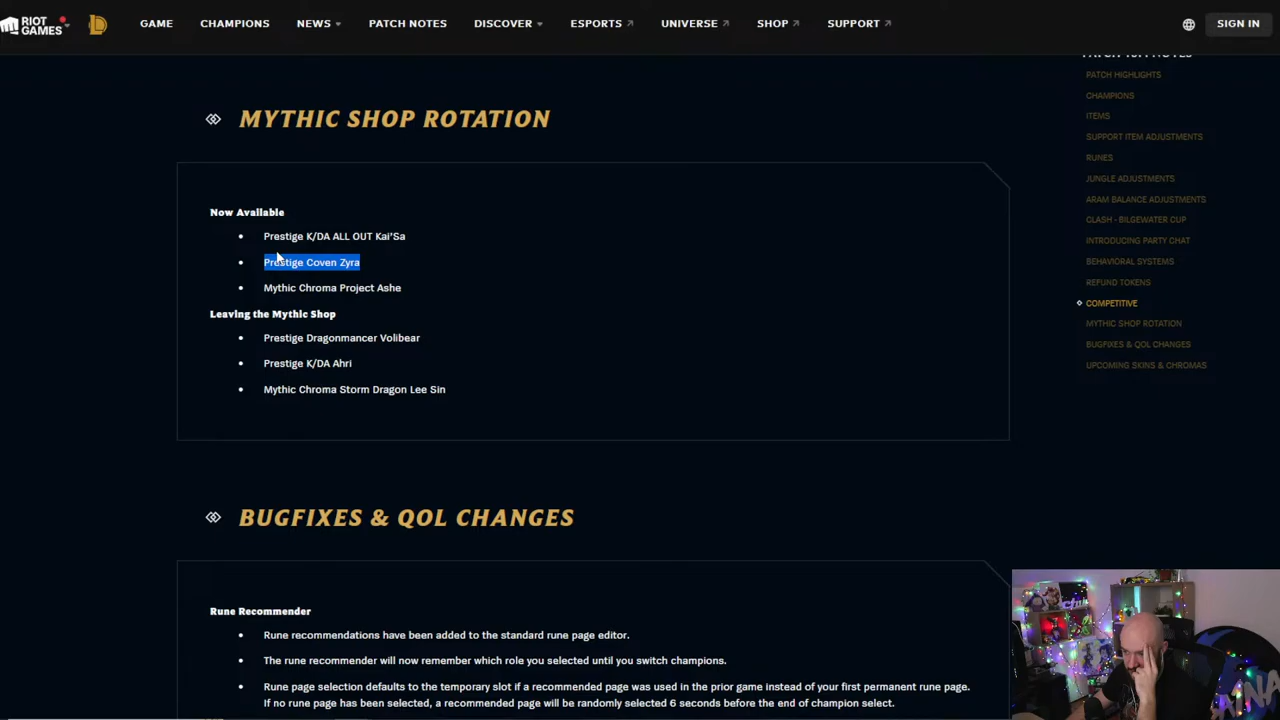 RIOT GAMES
GAME
CHAMPIONS
NEWS
PATCH NOTES
DISCOVER
ESPORTS
UNIVERSE
SHOP
SUPPORT
SIGN IN
MYTHIC SHOP ROTATION
Now Available
Prestige K/DA ALL OUT Kai'Sa
Prestige Coven Zyra
Mythic Chroma Project Ashe
Leaving the Mythic Shop
Prestige Dragonmancer Volibear
Prestige K/DA Ahri
Mythic Chroma Storm Dragon Lee Sin
BUGFIXES & QOL CHANGES
Rune Recommender
Rune recommendations have been added to the standard rune page editor.
The rune recommender will now remember which role you selected until you switch champions.
Rune page selection defaults to the temporary slot if a recommended page was used in the prior game instead of your first permanent rune page.
If no rune page has been selected, a recommended page will be randomly selected 6 seconds before the end of champion select.
PATCH HIGHLIGHTS
CHAMPIONS
ITEMS
SUPPORT ITEM ADJUSTMENTS
RUNES
JUNGLE ADJUSTMENTS
ARAM BALANCE ADJUSTMENTS
CLASH - BILGEWATER CUP
INTRODUCING PARTY CHAT
BEHAVIORAL SYSTEMS
REFUND TOKENS
COMPETITIVE
MYTHIC SHOP ROTATION
BUGFIXES & QOL CHANGES
UPCOMING SKINS & CHROMAS